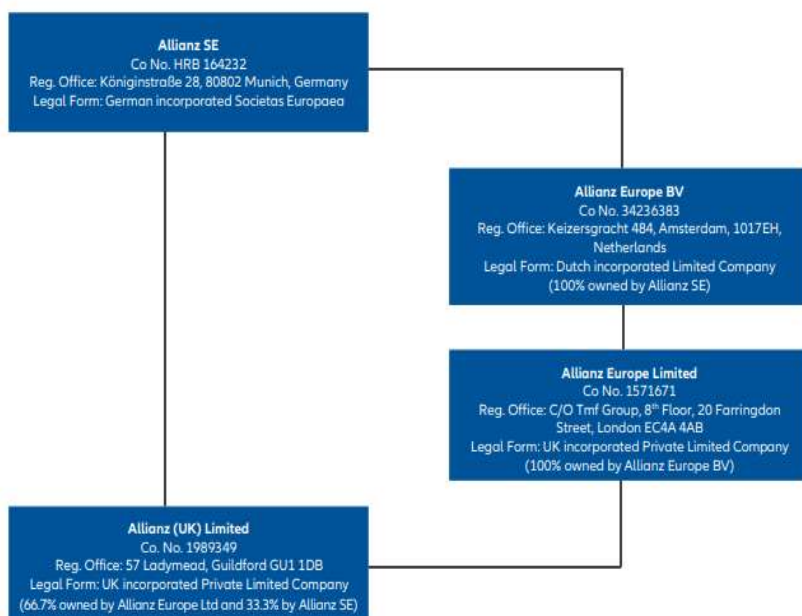 Allianz SE
Co No. HRB 164232
Reg. Office: Königinstraße 28, 80802 Munich, Germany
Legal Form: German incorporated Societas Europaea
Allianz Europe BV
Co No. 34236383
Reg. Office: Keizersgracht 484, Amsterdam, 1017EH,
Netherlands
Legal Form: Dutch incorporated Limited Company
(100% owned by Allianz SE)
Allianz Europe Limited
Co No. 1571671
Reg. Office: C/O Tmf Group, 8th Floor, 20 Farringdon
Street, London EC4A 4AB
Legal Form: UK incorporated Private Limited Company
(100% owned by Allianz Europe BV)
Allianz (UK) Limited
Co. No. 1989349
Reg. Office: 57 Ladymead, Guildford GU1 1DB
Legal Form: UK incorporated Private Limited Company
(66.7% owned by Allianz Europe Ltd and 33.3% by Allianz SE)